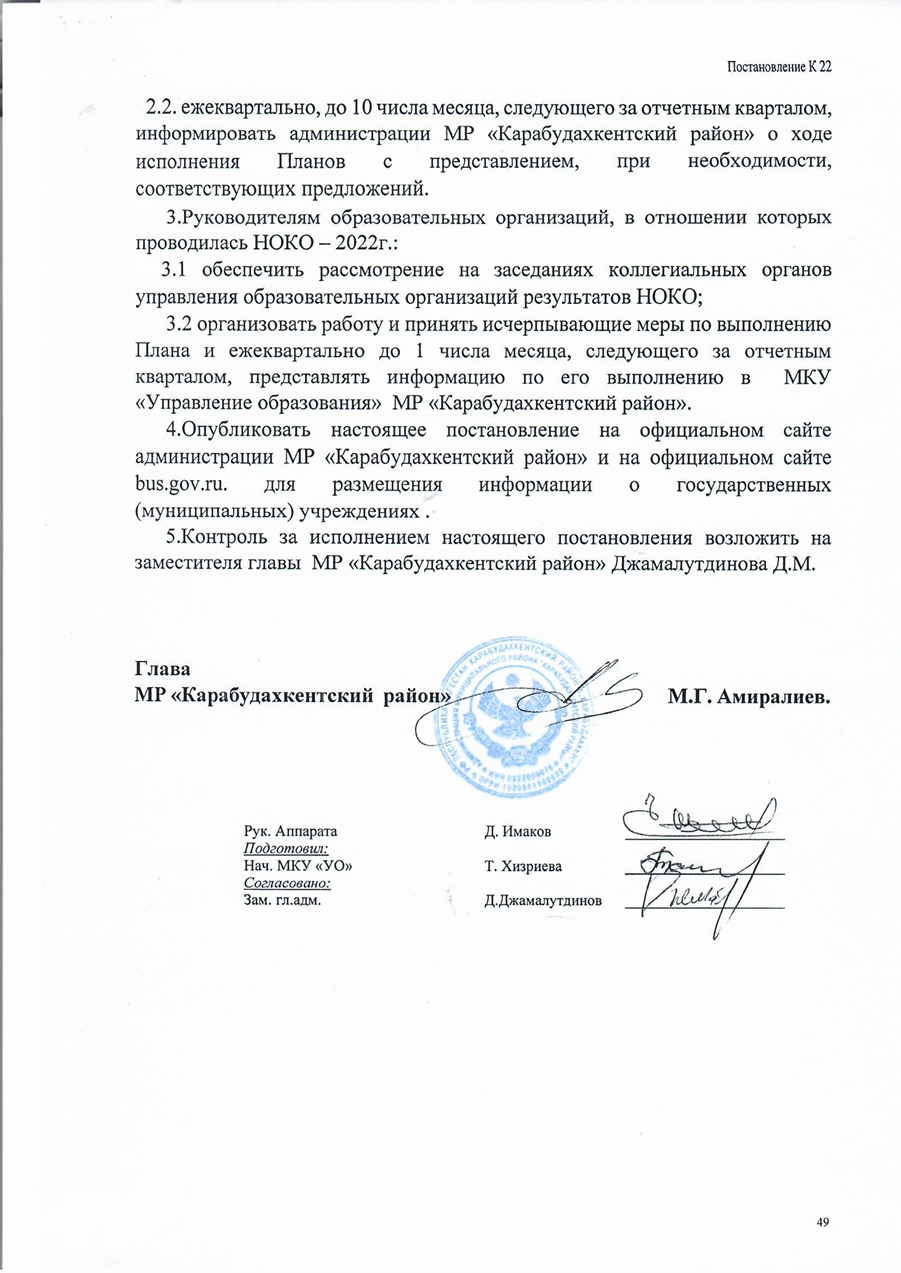 Постановление К 22
2.2. ежеквартально, до 10 числа месяца, следующего за отчетным кварталом,
информировать администрации МР «Карабудахкентский район» о ходе
исполнения Планов с представлением, при необходимости,
соответствующих предложений.
3.Руководителям образовательных организаций, в отношении которых
проводилась НОКО – 2022г.:
3.1 обеспечить рассмотрение на заседаниях коллегиальных органов
управления образовательных организаций результатов НОКО;
3.2 организовать работу и принять исчерпывающие меры по выполнению
Плана и ежеквартально до 1 числа месяца, следующего за отчетным
кварталом, представлять информацию по его выполнению в МКУ
«Управление образования» МР «Карабудахкентский район».
4.Опубликовать настоящее постановление на официальном сайте
администрации МР «Карабудахкентский район» и на официальном сайте
bus.gov.ru. для размещения информации о государственных
(муниципальных) учреждениях .
5.Контроль за исполнением настоящего постановления возложить на
заместителя главы МР «Карабудахкентский район» Джамалутдинова Д.М.
Глава
МР «Карабудахкентский район» М.Г. Амиралиев.
Рук. Аппарата Д. Имаков
Подготовил:
Нач. МКУ «УО» Т. Хизриева
Согласовано:
Зам. гл.адм. Д.Джамалутдинов
49